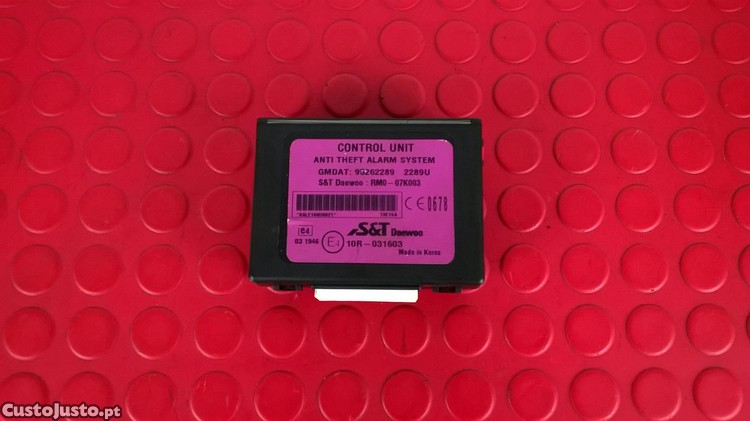 CONTROL UNIT
ANTI THEFT ALARM SYSTEM
GMDAT: 96262289 2289U
S&T Daewoo : RM0-07K003
CE 0678
e4
S&T Daewoo
03 1946 E4 10R-031603
Made in Korea
CustoJusto.pt